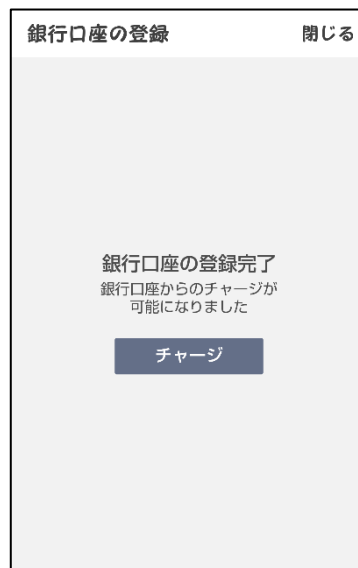 銀行口座の登録 閉じる
銀行口座の登録完了
銀行口座からのチャージが
可能になりました
チャージ